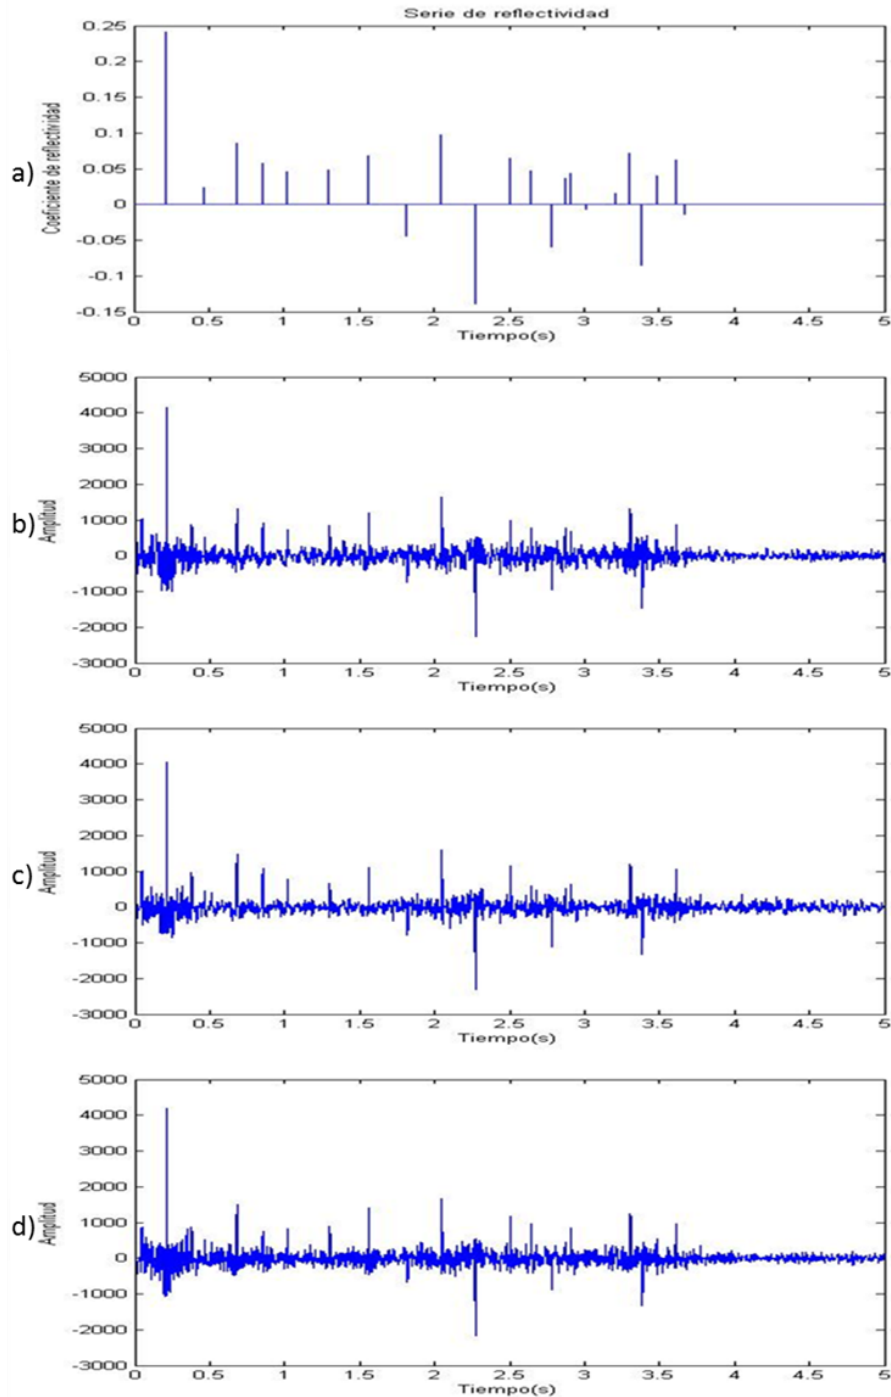 Serie de reflectividad
a)
Coeficiente de reflectividad
0.25
0.2
0.15
0.1
0.05
0
-0.05
-0.1
-0.15
0 0.5 1 1.5 2 2.5 3 3.5 4 4.5 5
Tiempo(s)
b)
Amplitud
5000
4000
3000
2000
1000
0
-1000
-2000
-3000
0 0.5 1 1.5 2 2.5 3 3.5 4 4.5 5
Tiempo(s)
c)
Amplitud
5000
4000
3000
2000
1000
0
-1000
-2000
-3000
0 0.5 1 1.5 2 2.5 3 3.5 4 4.5 5
Tiempo(s)
d)
Amplitud
5000
4000
3000
2000
1000
0
-1000
-2000
-3000
0 0.5 1 1.5 2 2.5 3 3.5 4 4.5 5
Tiempo(s)